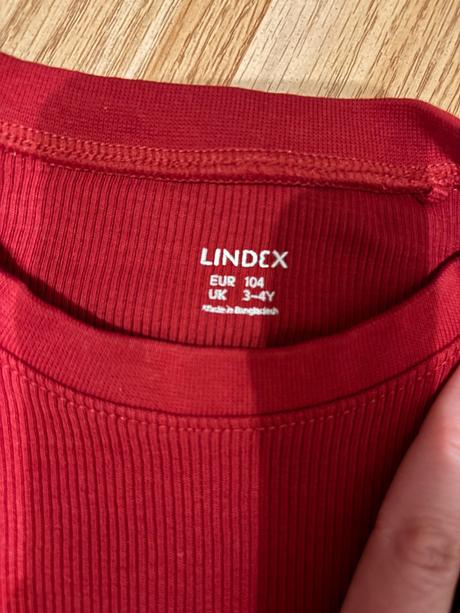 LINDEX
EUR 104
UK 3-4Y
Made in Bangladesh